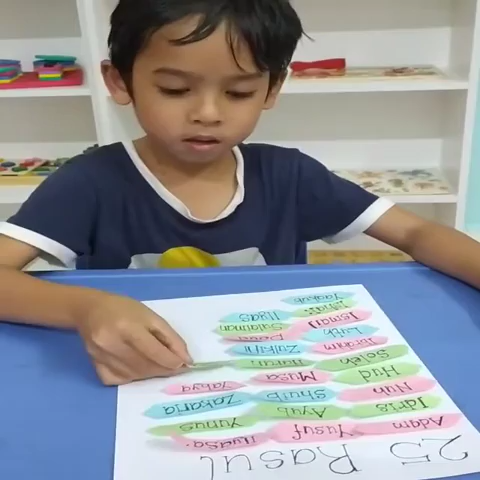 25 Rasul
Adam Yusuf Ilyasa
Idris Ayub Yunus
Nuh Shuib Zakaria
Hud Musa Yahya
Soleh Harun
Ibrahim Zulkifli
Luth Daud
Ismail Sulaiman
Ishaq Ilyas
Yaakub